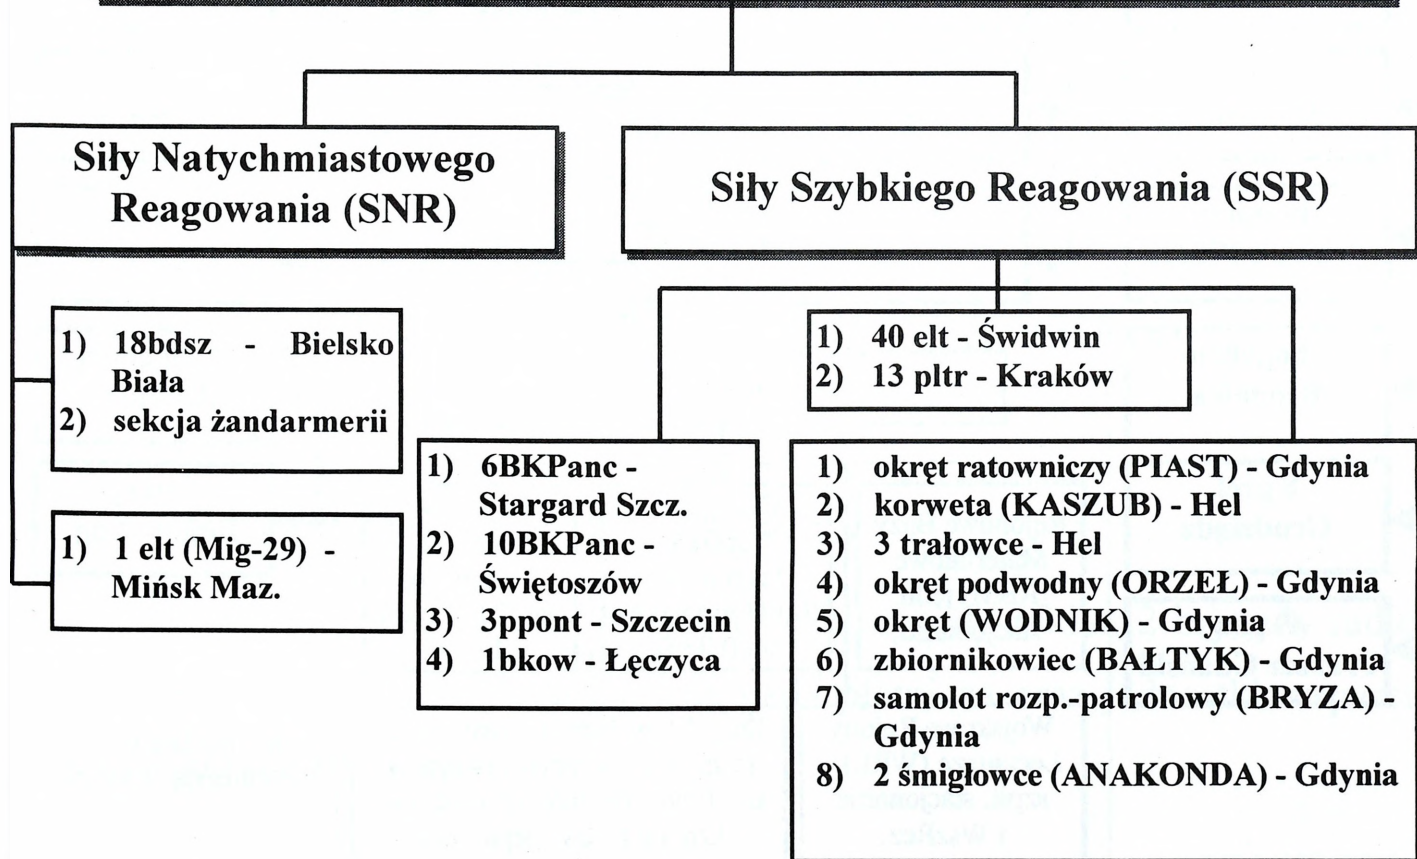 Siły Natychmiastowego
Reagowania (SNR)
Siły Szybkiego Reagowania (SSR)
1) 18bdsz - Bielsko
Biała
2) sekcja żandarmerii
1) 1 elt (Mig-29) -
Mińsk Maz.
1) 40 elt - Świdwin
2) 13 pltr - Kraków
1) 6BKPanc -
Stargard Szcz.
2) 10BKPanc -
Świętoszów
3) 3ppont - Szczecin
4) 1bkow - Łęczyca
1) okręt ratowniczy (PIAST) - Gdynia
2) korweta (KASZUB) - Hel
3) 3 trałowce - Hel
4) okręt podwodny (ORZEŁ) - Gdynia
5) okręt (WODNIK) - Gdynia
6) zbiornikowiec (BAŁTYK) - Gdynia
7) samolot rozp.-patrolowy (BRYZA) -
Gdynia
8) 2 śmigłowce (ANAKONDA) - Gdynia